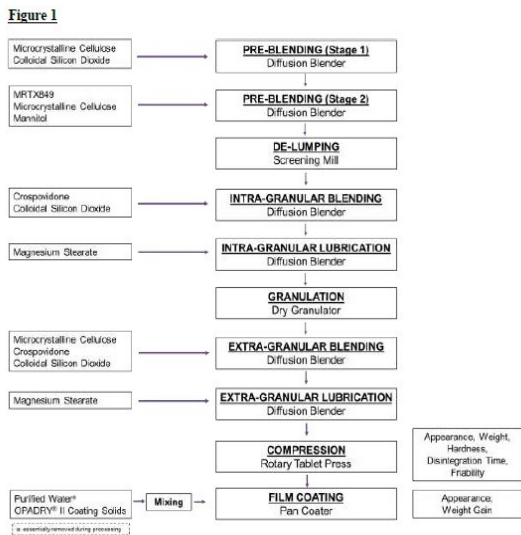 Figure 1
Microcrystalline Cellulose
Colloidal Silicon Dioxide
PRE-BLENDING (Stage 1)
Diffusion Blender
MRTX849
Microcrystalline Cellulose
Mannitol
PRE-BLENDING (Stage 2)
Diffusion Blender
DE-LUMPING
Screening Mill
Crospovidone
Colloidal Silicon Dioxide
INTRA-GRANULAR BLENDING
Diffusion Blender
Magnesium Stearate
INTRA-GRANULAR LUBRICATION
Diffusion Blender
GRANULATION
Dry Granulator
Microcrystalline Cellulose
Crospovidone
Colloidal Silicon Dioxide
EXTRA-GRANULAR BLENDING
Diffusion Blender
Magnesium Stearate
EXTRA-GRANULAR LUBRICATION
Diffusion Blender
COMPRESSION
Rotary Tablet Press
Appearance, Weight,
Hardness,
Disintegration Time,
Friability
Purified Waterᵃ
OPADRY® II Coating Solids
Mixing
FILM COATING
Pan Coater
Appearance,
Weight Gain
a: essentially removed during processing